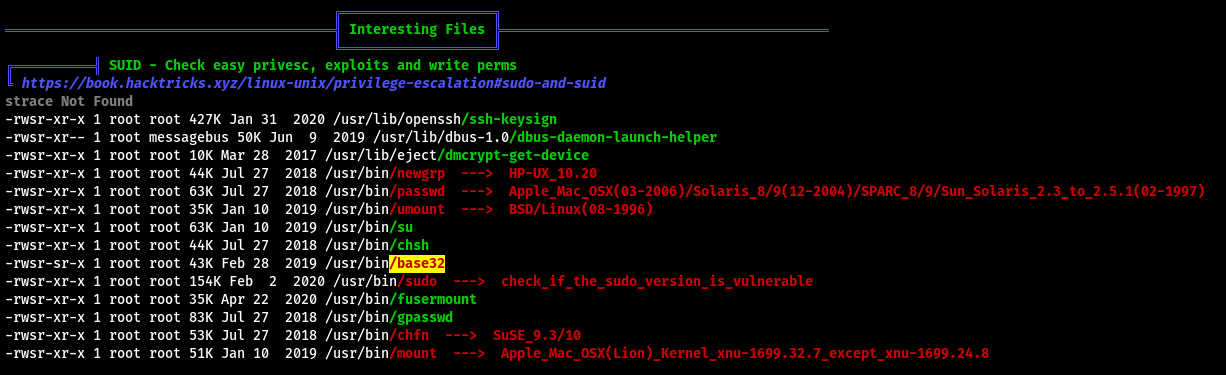 Interesting Files
SUID - Check easy privesc, exploits and write perms
https://book.hacktricks.xyz/linux-unix/privilege-escalation#sudo-and-suid
strace Not Found
-rwsr-xr-x 1 root root 427K Jan 31  2020 /usr/lib/openssh/ssh-keysign
-rwsr-xr-- 1 root messagebus 50K Jun  9  2019 /usr/lib/dbus-1.0/dbus-daemon-launch-helper
-rwsr-xr-x 1 root root 10K Mar 28  2017 /usr/lib/eject/dmcrypt-get-device
-rwsr-xr-x 1 root root 44K Jul 27  2018 /usr/bin/newgrp  --->  HP-UX_10.20
-rwsr-xr-x 1 root root 63K Jul 27  2018 /usr/bin/passwd  --->  Apple_Mac_OSX(03-2006)/Solaris_8/9(12-2004)/SPARC_8/9/Sun_Solaris_2.3_to_2.5.1(02-1997)
-rwsr-xr-x 1 root root 35K Jan 10  2019 /usr/bin/umount  --->  BSD/Linux(08-1996)
-rwsr-xr-x 1 root root 63K Jan 10  2019 /usr/bin/su
-rwsr-xr-x 1 root root 44K Jul 27  2018 /usr/bin/chsh
-rwsr-sr-x 1 root root 43K Feb 28  2019 /usr/bin/base32
-rwsr-xr-x 1 root root 154K Feb  2  2020 /usr/bin/sudo  --->  check_if_the_sudo_version_is_vulnerable
-rwsr-xr-x 1 root root 35K Apr 22  2020 /usr/bin/fusermount
-rwsr-xr-x 1 root root 83K Jul 27  2018 /usr/bin/gpasswd
-rwsr-xr-x 1 root root 53K Jul 27  2018 /usr/bin/chfn  --->  SuSE_9.3/10
-rwsr-xr-x 1 root root 51K Jan 10  2019 /usr/bin/mount  --->  Apple_Mac_OSX(Lion)_Kernel_xnu-1699.32.7_except_xnu-1699.24.8